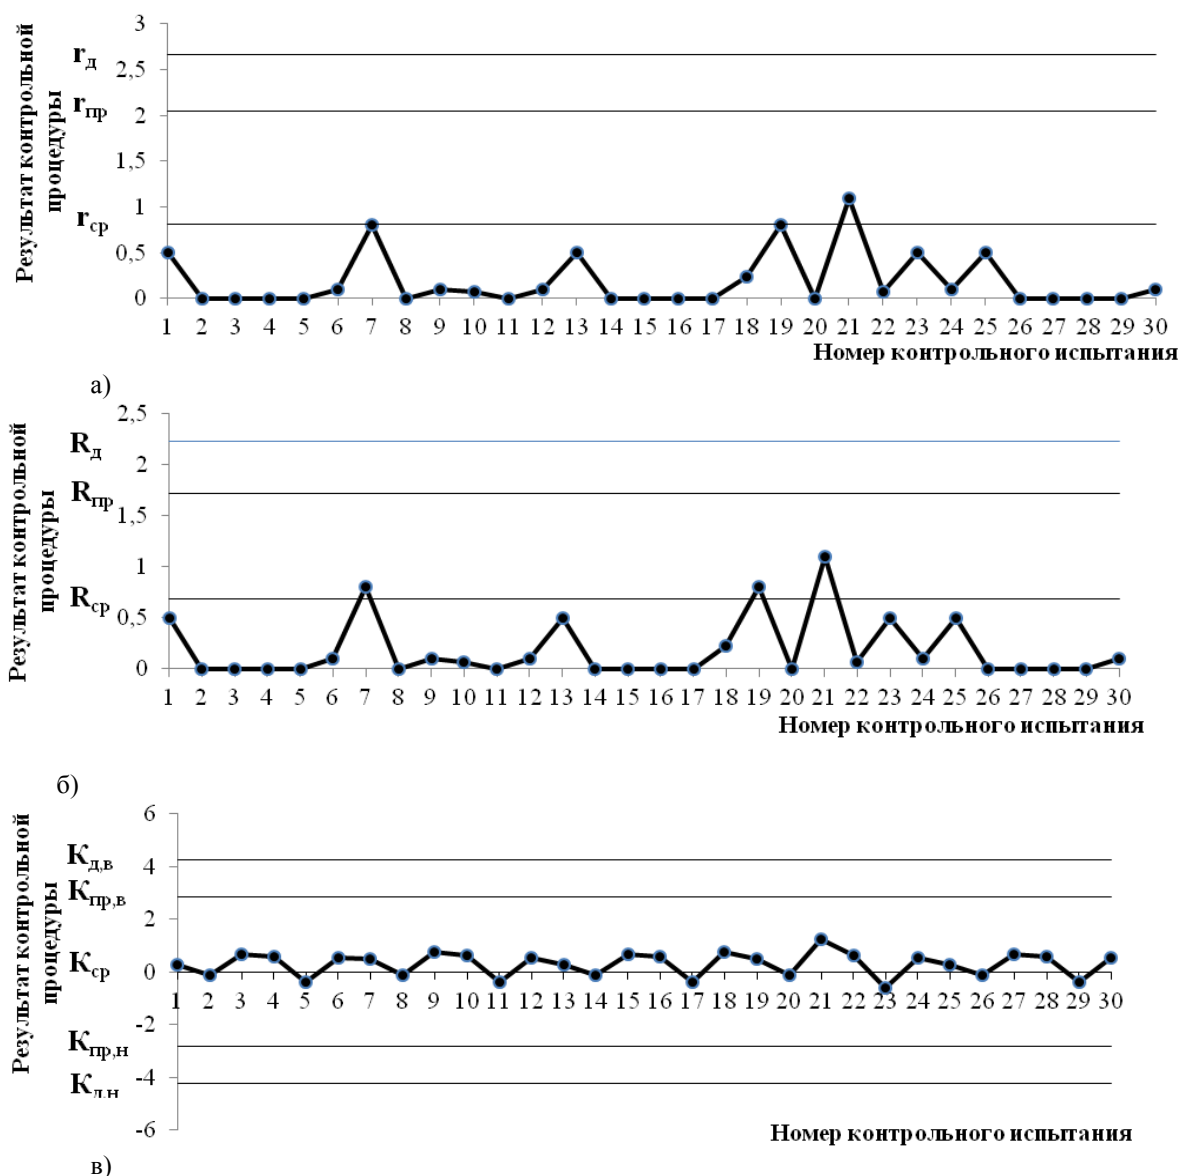 Результат контрольной
процедуры
3
r_д
2,5
r_пр
2
1,5
1
r_ср
0.5
0
1 2 3 4 5 6 7 8 9 10 11 12 13 14 15 16 17 18 19 20 21 22 23 24 25 26 27 28 29 30
Номер контрольного испытания
а)
Результат контрольной
процедуры
2,5
R_д
2
R_пр
1,5
1
R_ср
0,5
0
1 2 3 4 5 6 7 8 9 10 11 12 13 14 15 16 17 18 19 20 21 22 23 24 25 26 27 28 29 30
Номер контрольного испытания
б)
Результат контрольной
процедуры
6
К_д,в
4
К_пр,в
2
К_ср
0
1 2 3 4 5 6 7 8 9 10 11 12 13 14 15 16 17 18 19 20 21 22 23 24 25 26 27 28 29 30
-2
К_пр,н
-4
К_д,н
-6
Номер контрольного испытания
в)